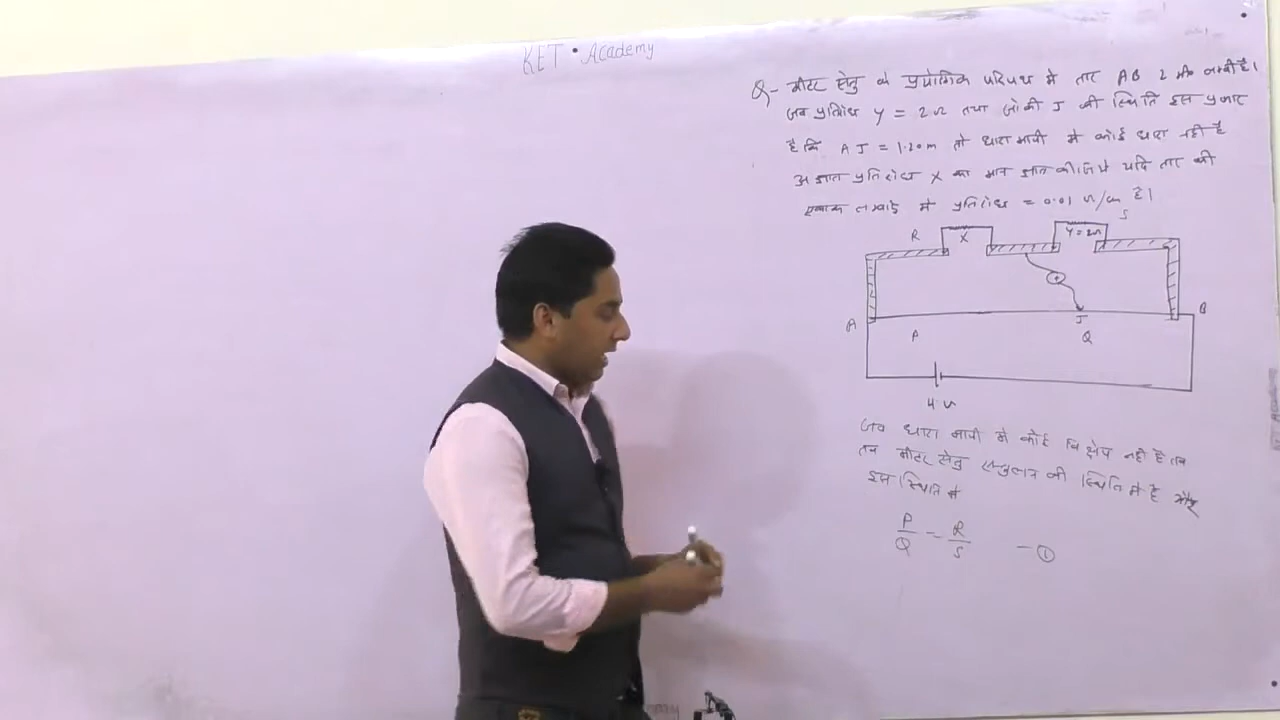 KET • Academy
Q- मीटर सेतु के प्रयोगिक परिपथ में तार AB 2 मी० लम्बी है।
जब प्रतिरोध Y = 2Ω तथा जोकी J की स्थिति इस प्रकार
है कि AJ = 1.20m तो धारामापी में कोई धारा नही है
अज्ञात प्रतिरोध X का मान ज्ञात कीजिये यदि तार की
एकांक लम्बाई में प्रतिरोध = 0.01 Ω/cm है।
R X Y = 2Ω S
A P J Q B
4 v
जब धारा मापी में कोई विक्षेप नही है तब
तब मीटर सेतु सन्तुलन की स्थिति में है और
इस स्थिति में
P/Q = R/S - ①